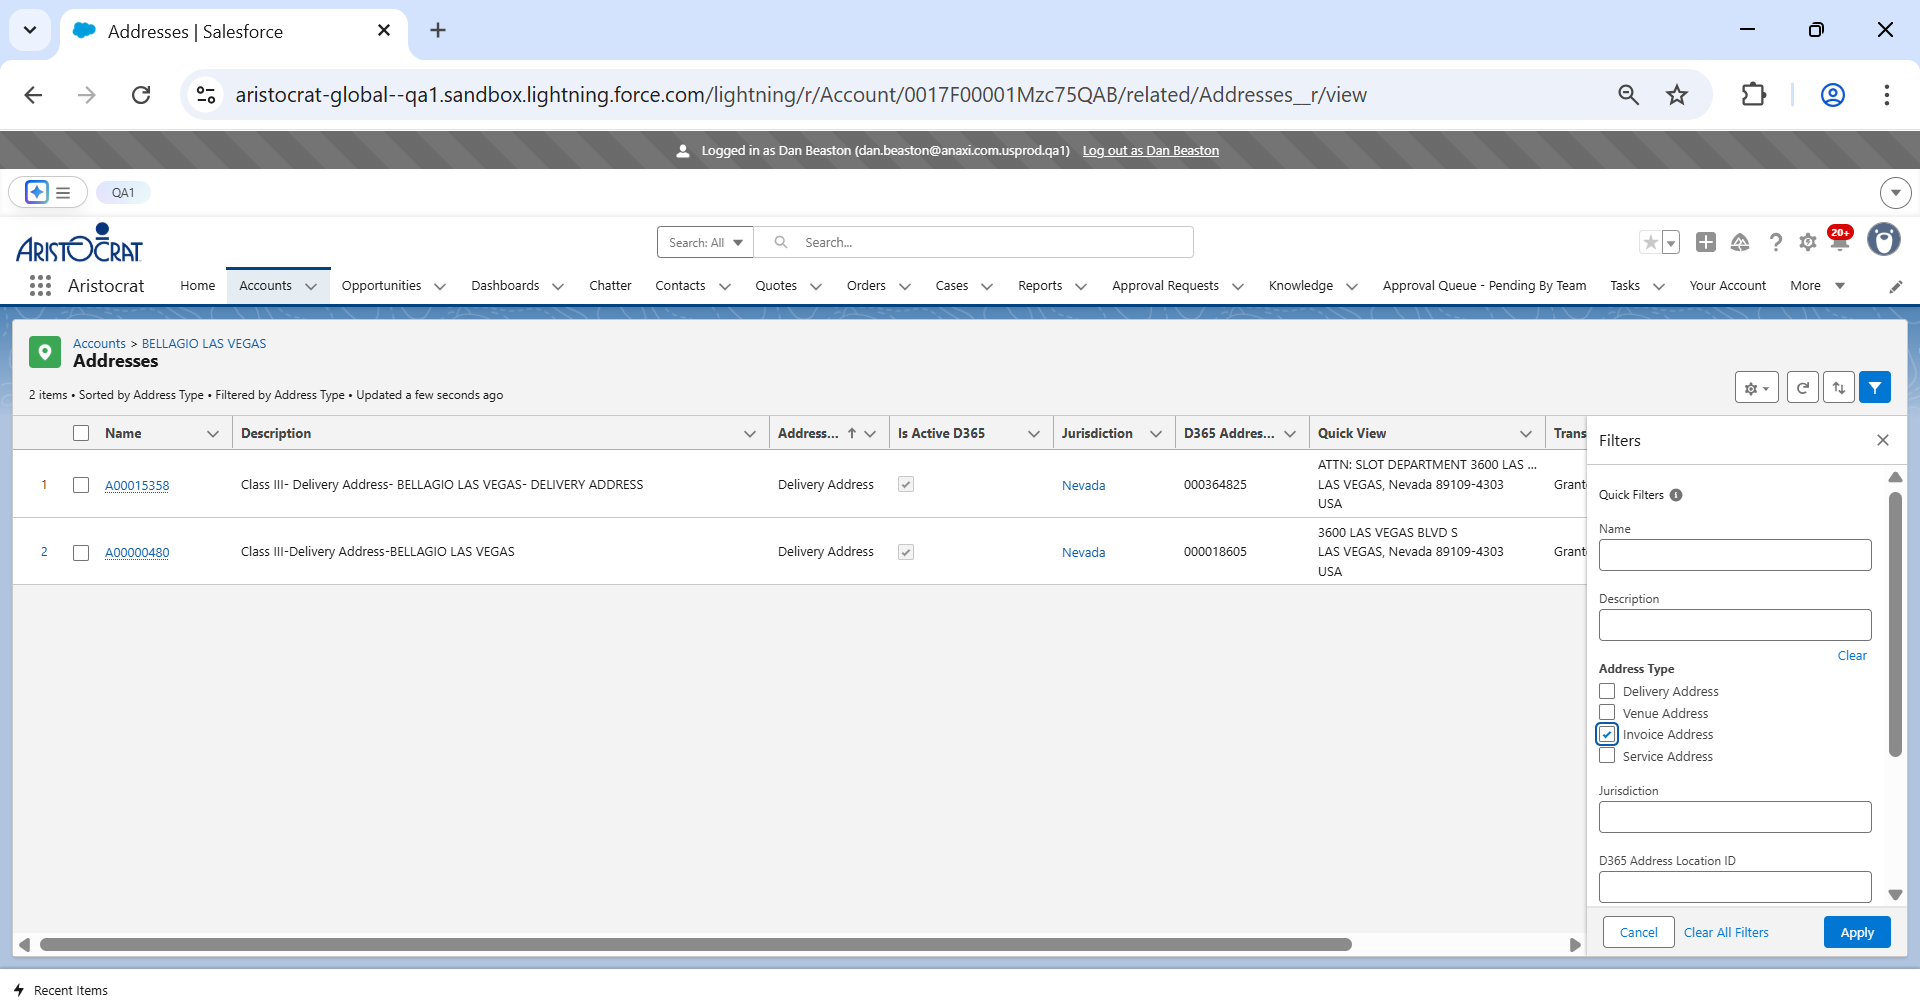 Addresses | Salesforce
aristocrat-global--qa1.sandbox.lightning.force.com/lightning/r/Account/0017F00001Mzc75QAB/related/Addresses__r/view
Logged in as Dan Beaston (dan.beaston@anaxi.com.usprod.qa1) Log out as Dan Beaston
QA1
ARISTOCRAT
Search: All
Search...
20+
Aristocrat
Home
Accounts
Opportunities
Dashboards
Chatter
Contacts
Quotes
Orders
Cases
Reports
Approval Requests
Knowledge
Approval Queue - Pending By Team
Tasks
Your Account
More
Accounts > BELLAGIO LAS VEGAS
Addresses
2 items • Sorted by Address Type • Filtered by Address Type • Updated a few seconds ago
Name
Description
Address...
Is Active D365
Jurisdiction
D365 Addres...
Quick View
Trans
1
A00015358
Class III- Delivery Address- BELLAGIO LAS VEGAS- DELIVERY ADDRESS
Delivery Address
Nevada
000364825
ATTN: SLOT DEPARTMENT 3600 LAS ...
LAS VEGAS, Nevada 89109-4303
USA
Grant
2
A00000480
Class III-Delivery Address-BELLAGIO LAS VEGAS
Delivery Address
Nevada
000018605
3600 LAS VEGAS BLVD S
LAS VEGAS, Nevada 89109-4303
USA
Grant
Filters
Quick Filters
Name
Description
Clear
Address Type
Delivery Address
Venue Address
Invoice Address
Service Address
Jurisdiction
D365 Address Location ID
Cancel
Clear All Filters
Apply
Recent Items